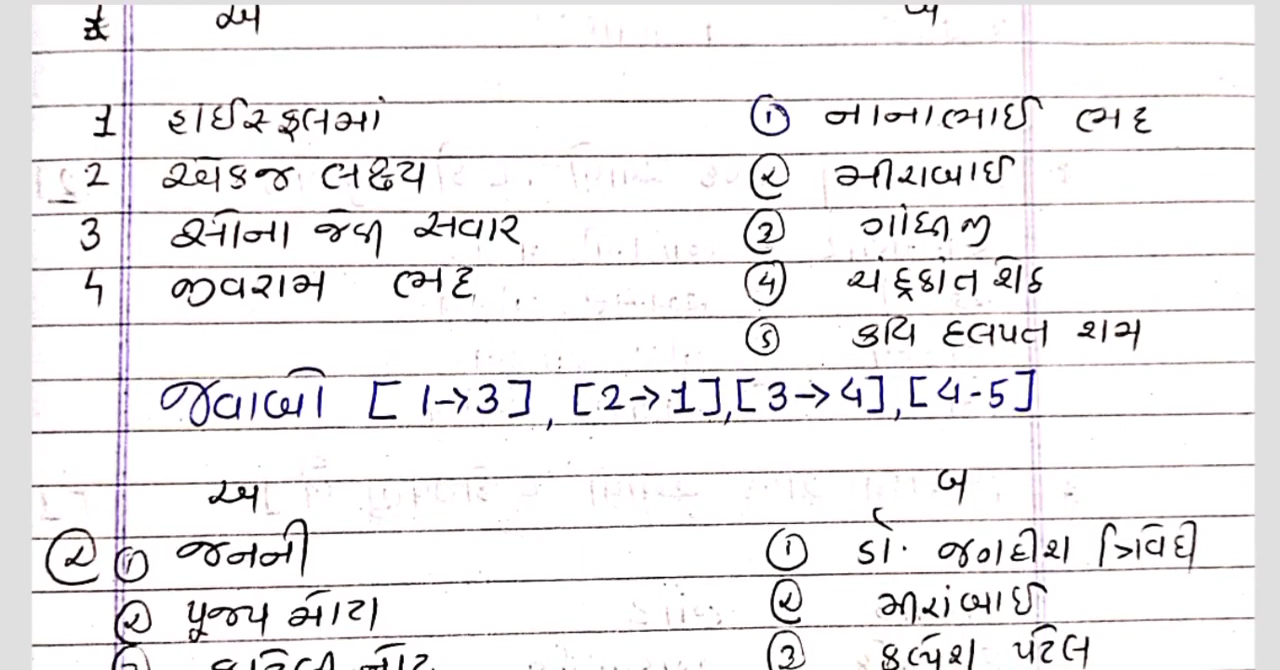 અ બ
1 હાઈસ્કુલમાં ① નાનાભાઈ ભટ્ટ
2 એકજ લક્ષ્ય ② મીરાબાઈ
3 સોના જેવી સવાર ③ ગાંધીજી
4 જીવરામ ભટ્ટ ④ ચંદ્રકાંત શેઠ
⑤ કવિ દલપત રામ
જવાબો [1→3], [2→1], [3→4], [4-5]
અ બ
② ① જનની ① ડો. જગદીશ ત્રિવેદી
② પૂજ્ય મોટા ② મીરાંબાઈ
③ કલ્પેશ પટેલ